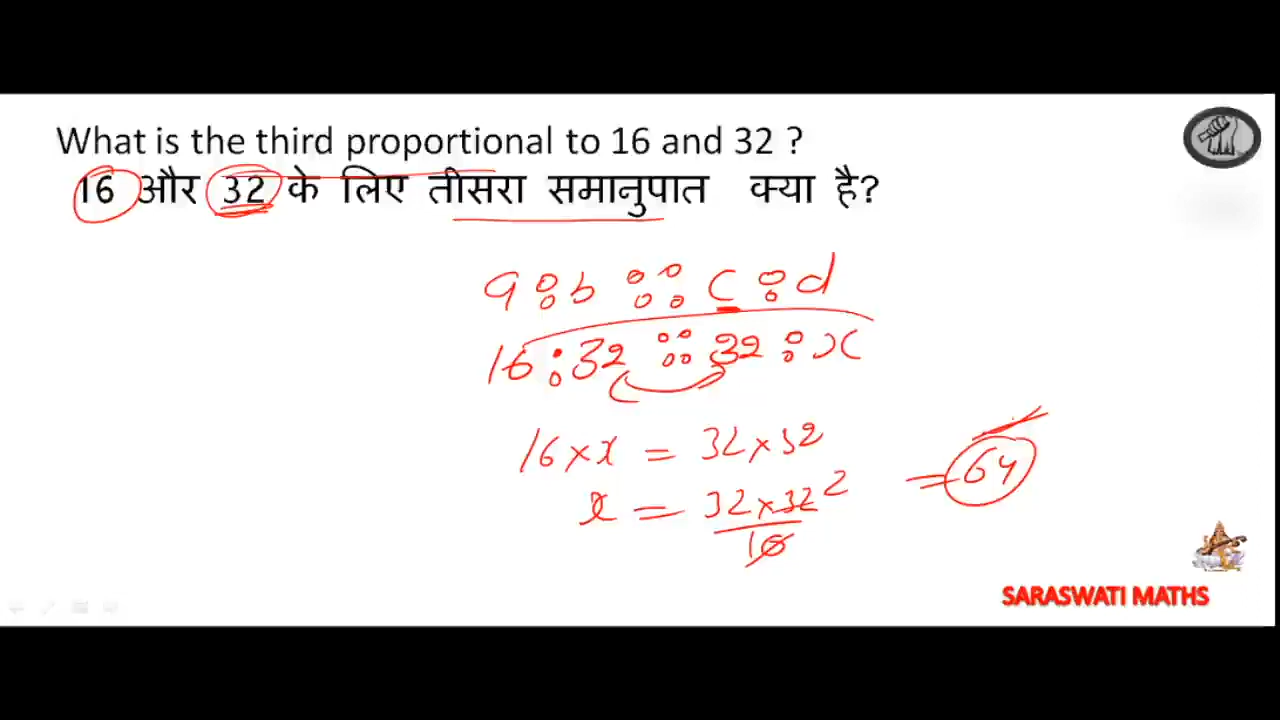 What is the third proportional to 16 and 32 ?
16 और 32 के लिए तीसरा समानुपात क्या है?
a : b :: c : d
16 : 32 :: 32 : x
16 × x = 32 × 32
x = 32 × 32 2 = 64
16
SARASWATI MATHS